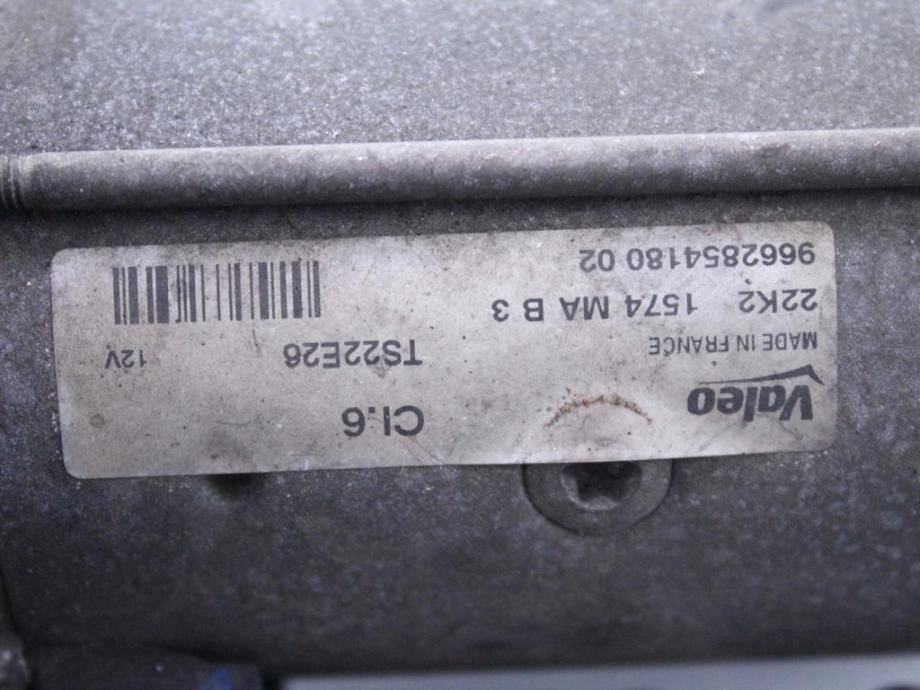 Valeo
Cl.6
MADE IN FRANCE
TS22E26
12V
22K2 1574 MA B 3
9662854180 02